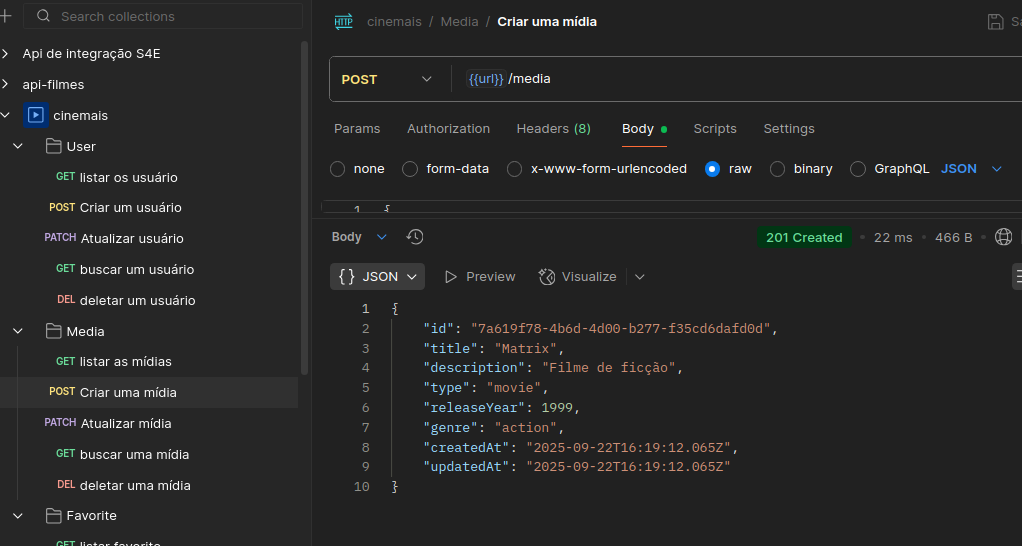 Search collections
Api de integração S4E
api-filmes
cinemais
User
GET listar os usuário
POST Criar um usuário
PATCH Atualizar usuário
GET buscar um usuário
DEL deletar um usuário
Media
GET listar as mídias
POST Criar uma mídia
PATCH Atualizar mídia
GET buscar uma mídia
DEL deletar uma mídia
Favorite
GET listar favorito
HTTP cinemais / Media / Criar uma mídia
POST {{url}} /media
Params Authorization Headers (8) Body Scripts Settings
none form-data x-www-form-urlencoded raw binary GraphQL JSON
1 {
Body 201 Created 22 ms 466 B
{} JSON Preview Visualize
1 {
2 "id": "7a619f78-4b6d-4d00-b277-f35cd6dafd0d",
3 "title": "Matrix",
4 "description": "Filme de ficção",
5 "type": "movie",
6 "releaseYear": 1999,
7 "genre": "action",
8 "createdAt": "2025-09-22T16:19:12.065Z",
9 "updatedAt": "2025-09-22T16:19:12.065Z"
10 }